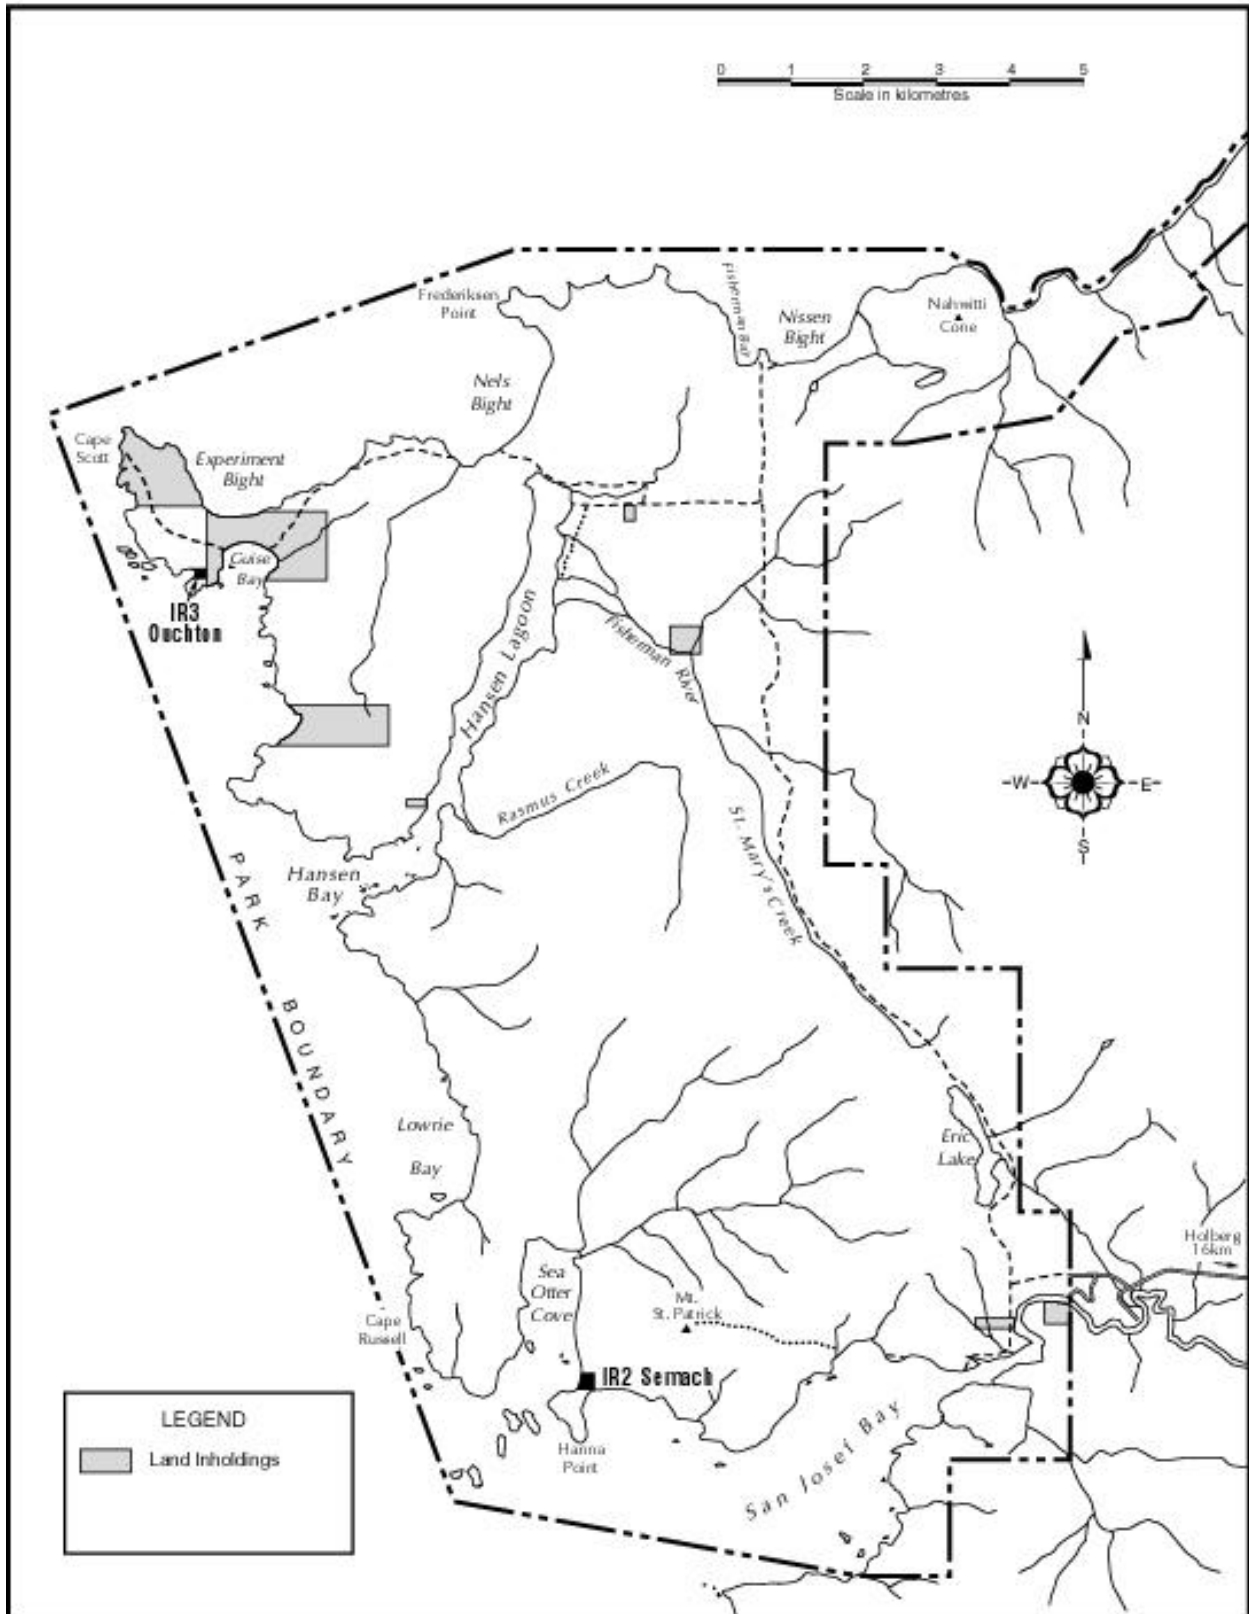 0 1 2 3 4 5
Scale in kilometres
Frederiksen
Point
Fisherman Bay
Nissen
Bight
Nahwitti
Cone
Nels
Bight
Cape
Scott
Experiment
Bight
Guise
Bay
IR3
Ouchton
Hansen Lagoon
Fisherman River
N
W
E
S
Rasmus Creek
St. Mary's Creek
Hansen
Bay
PARK BOUNDARY
Lowrie
Bay
Eric
Lake
Holberg
16km
Sea
Otter
Cove
Mt.
St. Patrick
Cape
Russell
IR2 Semach
Hanna
Point
San Josef Bay
LEGEND
Land Inholdings